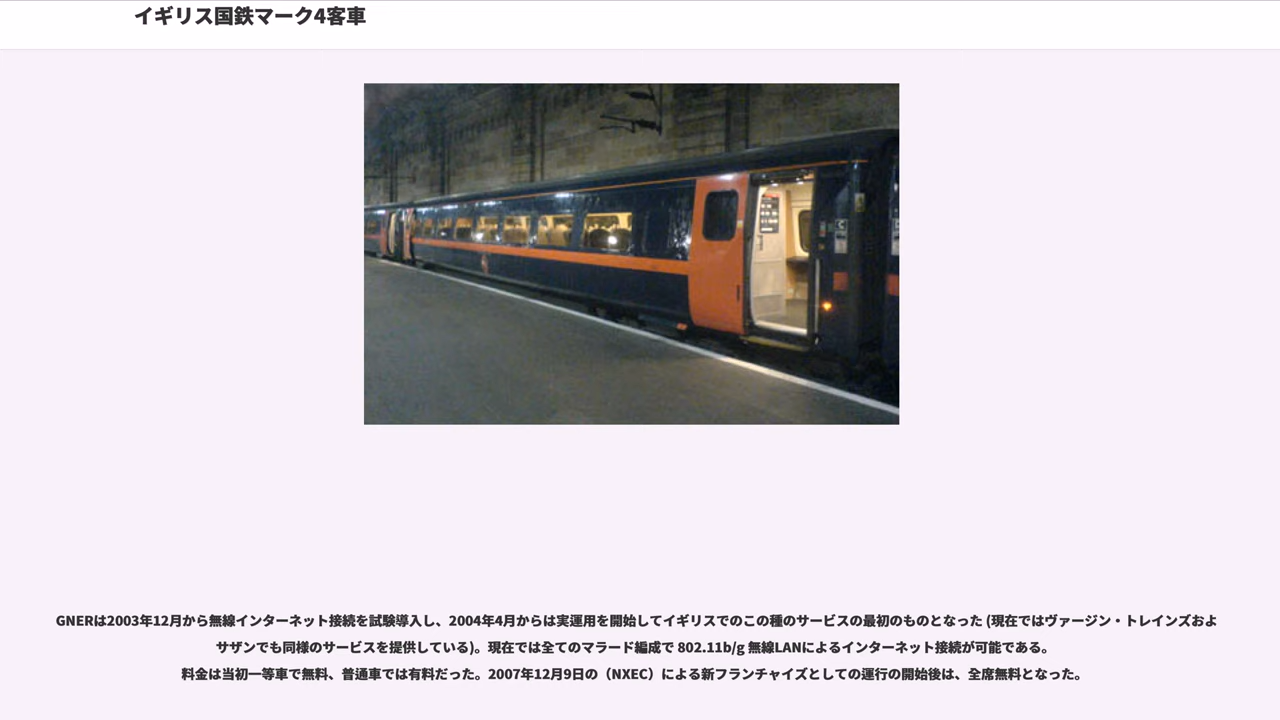 イギリス国鉄マーク4客車
C
GNERは2003年12月から無線インターネット接続を試験導入し、2004年4月からは実運用を開始してイギリスでのこの種のサービスの最初のものとなった (現在ではヴァージン・トレインズおよ
サザンでも同様のサービスを提供している)。現在では全てのマラード編成で 802.11b/g 無線LANによるインターネット接続が可能である。
料金は当初一等車で無料、普通車では有料だった。2007年12月9日の（NXEC）による新フランチャイズとしての運行の開始後は、全席無料となった。